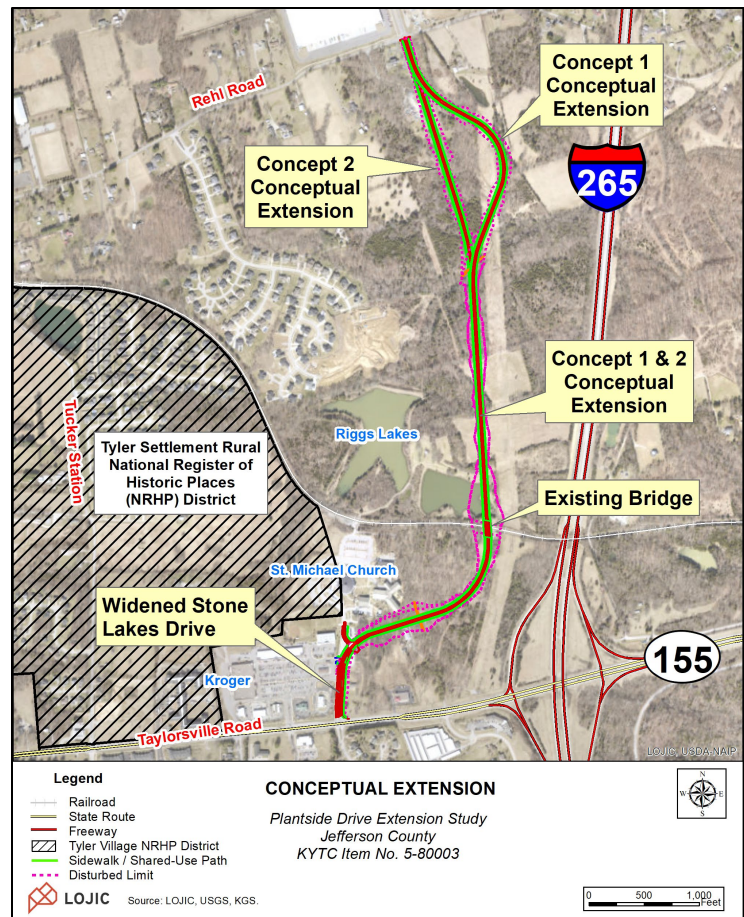 Rehl Road
Concept 1
Conceptual
Extension
Concept 2
Conceptual
Extension
265
Concept 1 & 2
Conceptual
Extension
Tucker Station
Tyler Settlement Rural
National Register of
Historic Places
(NRHP) District
Riggs Lakes
Existing Bridge
St. Michael Church
Widened Stone
Lakes Drive
155
Kroger
Taylorsville Road
LOJIC, USDA-NAIP
Legend
Railroad
State Route
Freeway
Tyler Village NRHP District
Sidewalk / Shared-Use Path
Disturbed Limit
LOJIC
Source: LOJIC, USGS, KGS.
CONCEPTUAL EXTENSION
Plantside Drive Extension Study
Jefferson County
KYTC Item No. 5-80003
N
W E
S
0 500 1,000
Feet